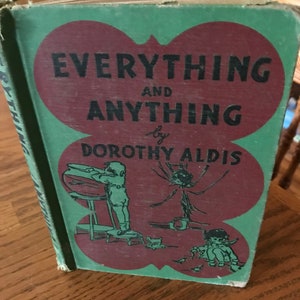 EVERYTHING
AND
ANYTHING
by
DOROTHY ALDIS